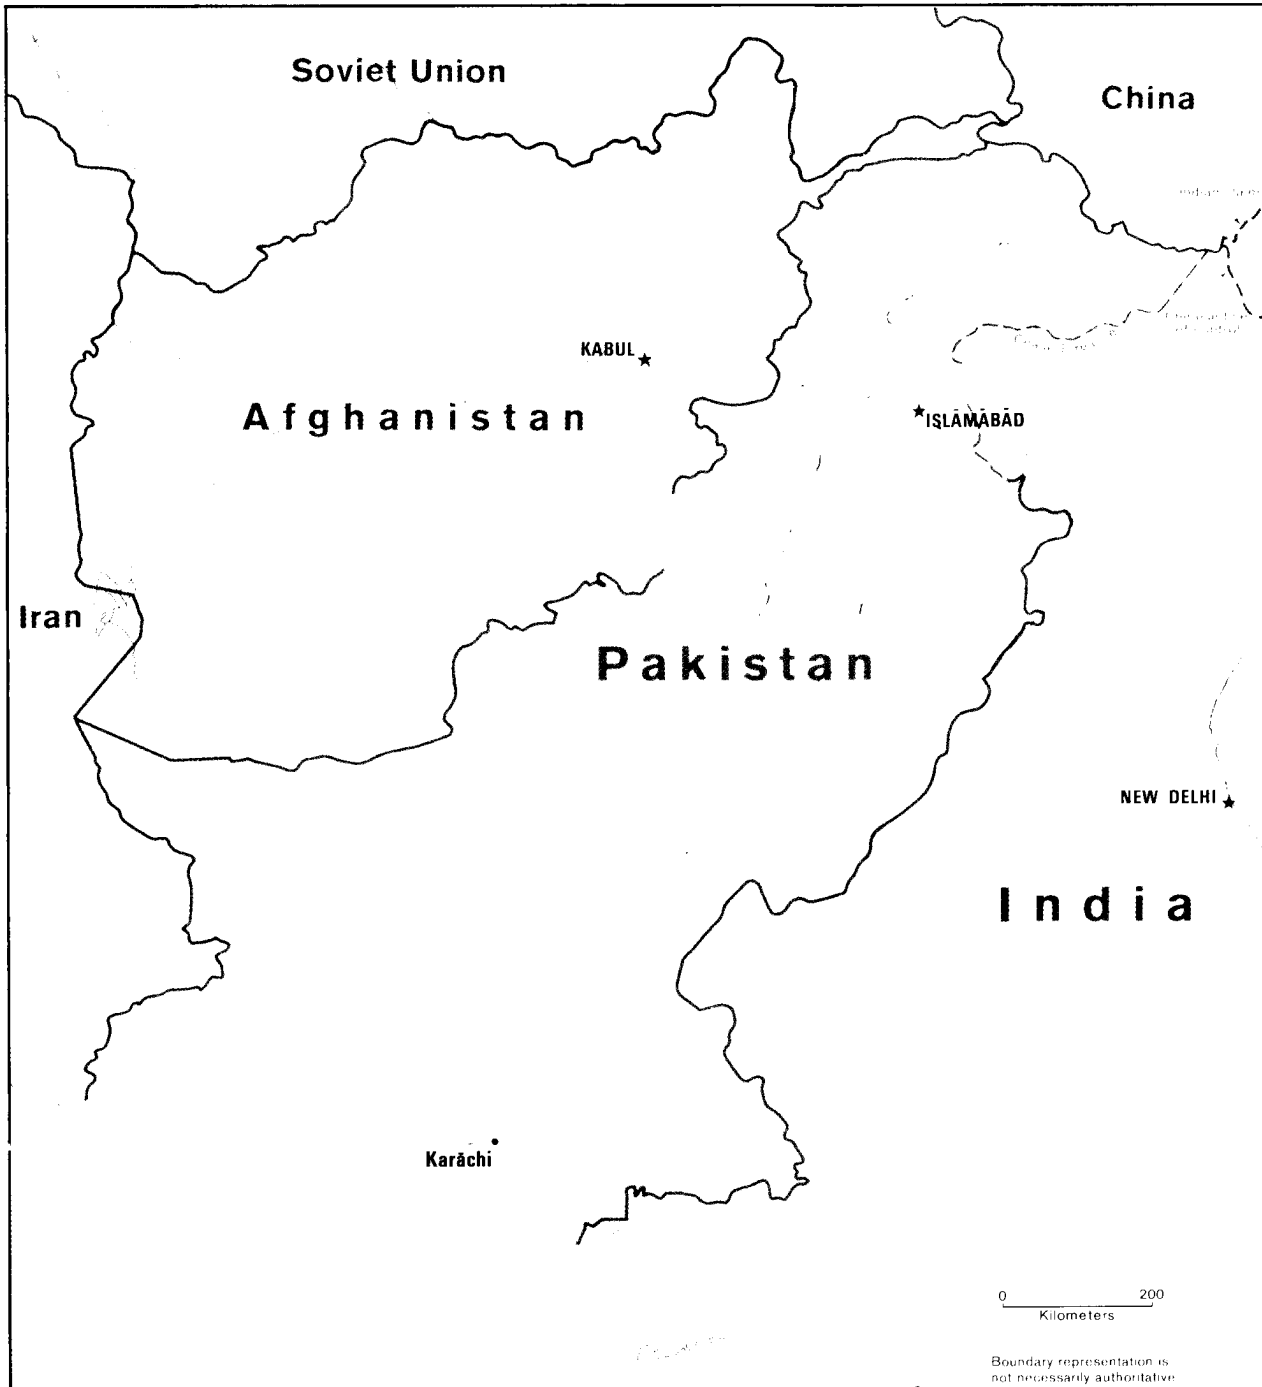 Soviet Union
China
KABUL
Afghanistan
ISLĀMĀBĀD
Iran
Pakistan
NEW DELHI
India
Karāchi
0 200
Kilometers
Boundary representation is
not necessarily authoritative